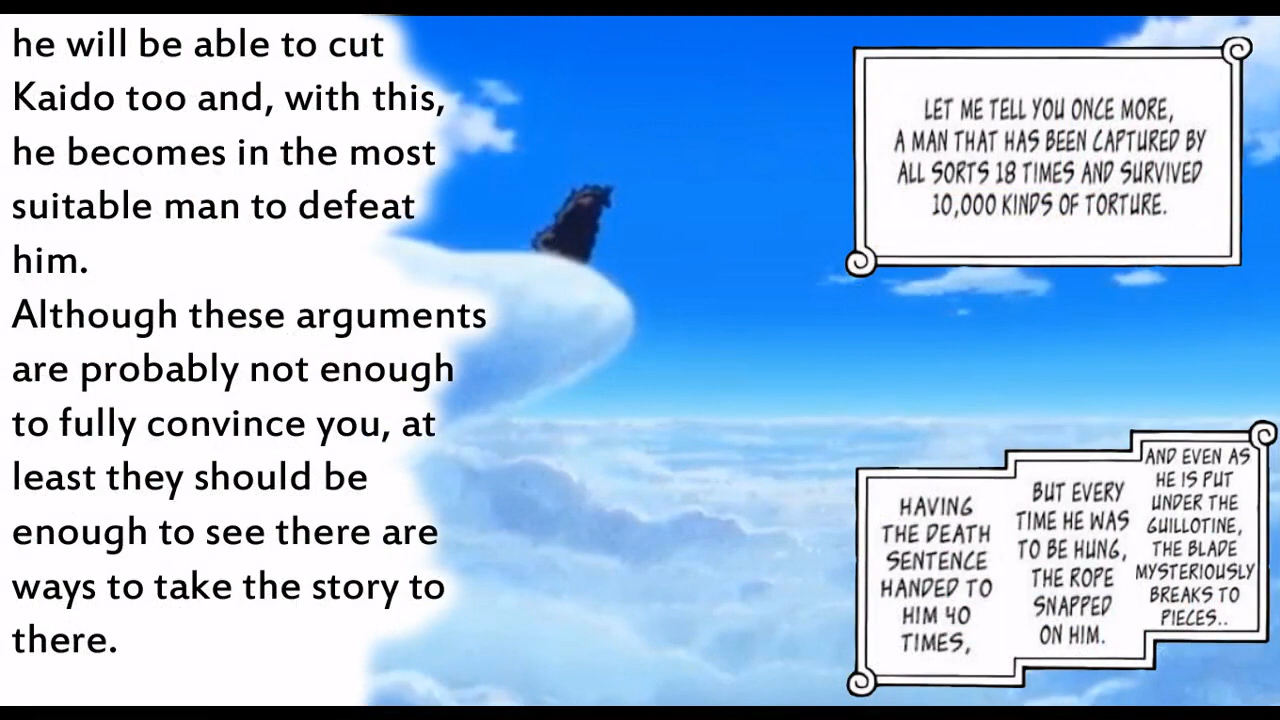 he will be able to cut
Kaido too and, with this,
he becomes in the most
suitable man to defeat
him.
Although these arguments
are probably not enough
to fully convince you, at
least they should be
enough to see there are
ways to take the story to
there.
LET ME TELL YOU ONCE MORE,
A MAN THAT HAS BEEN CAPTURED BY
ALL SORTS 18 TIMES AND SURVIVED
10,000 KINDS OF TORTURE.
HAVING
THE DEATH
SENTENCE
HANDED TO
HIM 40
TIMES,
BUT EVERY
TIME HE WAS
TO BE HUNG,
THE ROPE
SNAPPED
ON HIM.
AND EVEN AS
HE IS PUT
UNDER THE
GUILLOTINE,
THE BLADE
MYSTERIOUSLY
BREAKS TO
PIECES..